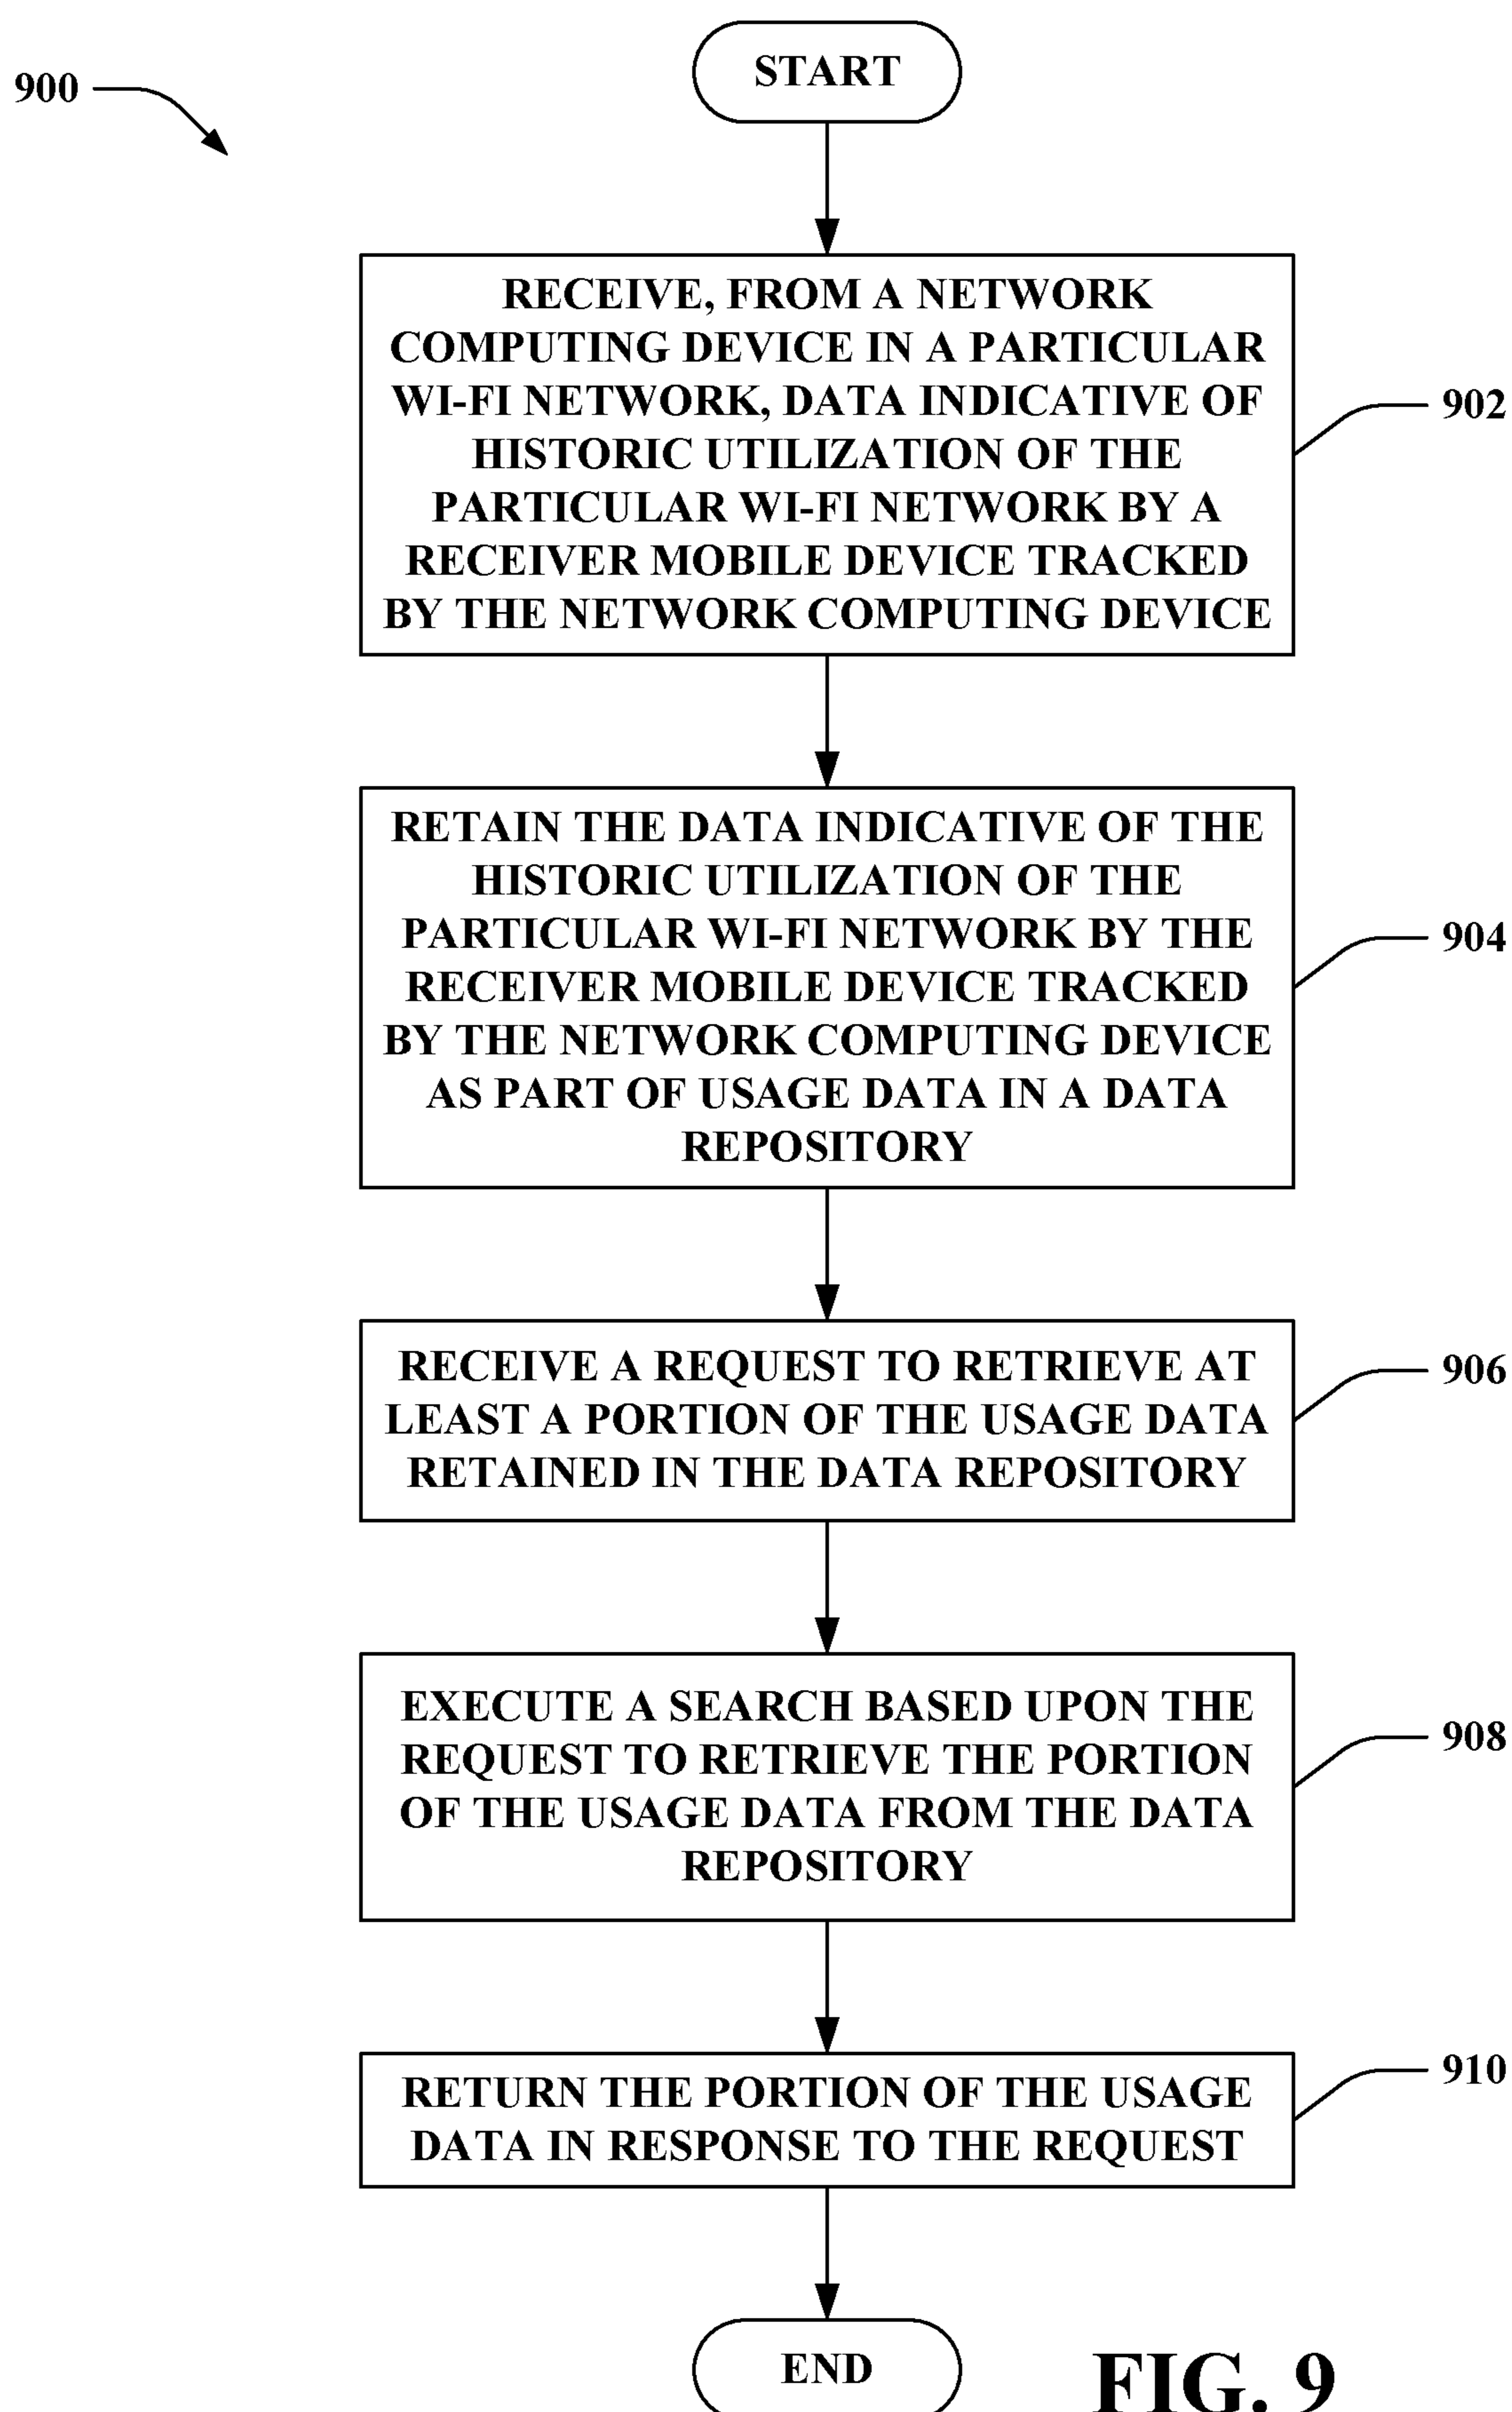 START
900
RECEIVE, FROM A NETWORK
COMPUTING DEVICE IN A PARTICULAR
WI-FI NETWORK, DATA INDICATIVE OF
HISTORIC UTILIZATION OF THE
PARTICULAR WI-FI NETWORK BY A
RECEIVER MOBILE DEVICE TRACKED
BY THE NETWORK COMPUTING DEVICE
902
RETAIN THE DATA INDICATIVE OF THE
HISTORIC UTILIZATION OF THE
PARTICULAR WI-FI NETWORK BY THE
RECEIVER MOBILE DEVICE TRACKED
BY THE NETWORK COMPUTING DEVICE
AS PART OF USAGE DATA IN A DATA
REPOSITORY
904
RECEIVE A REQUEST TO RETRIEVE AT
LEAST A PORTION OF THE USAGE DATA
RETAINED IN THE DATA REPOSITORY
906
EXECUTE A SEARCH BASED UPON THE
REQUEST TO RETRIEVE THE PORTION
OF THE USAGE DATA FROM THE DATA
REPOSITORY
908
RETURN THE PORTION OF THE USAGE
DATA IN RESPONSE TO THE REQUEST
910
END
FIG. 9